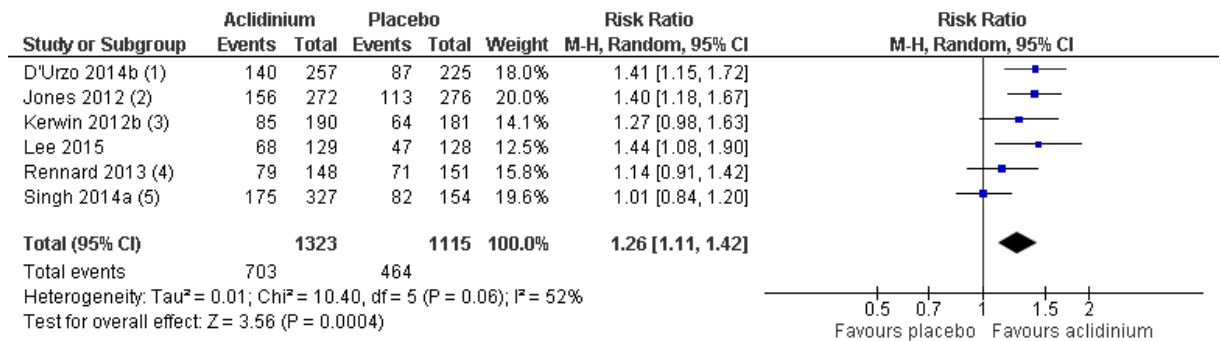 Aclidinium Placebo Risk Ratio Risk Ratio
Study or Subgroup Events Total Events Total Weight M-H, Random, 95% CI M-H, Random, 95% CI
D'Urzo 2014b (1) 140 257 87 225 18.0% 1.41 [1.15, 1.72]
Jones 2012 (2) 156 272 113 276 20.0% 1.40 [1.18, 1.67]
Kerwin 2012b (3) 85 190 64 181 14.1% 1.27 [0.98, 1.63]
Lee 2015 68 129 47 128 12.5% 1.44 [1.08, 1.90]
Rennard 2013 (4) 79 148 71 151 15.8% 1.14 [0.91, 1.42]
Singh 2014a (5) 175 327 82 154 19.6% 1.01 [0.84, 1.20]
Total (95% CI) 1323 1115 100.0% 1.26 [1.11, 1.42]
Total events 703 464
Heterogeneity: Tau² = 0.01; Chi² = 10.40, df = 5 (P = 0.06); I² = 52%
Test for overall effect: Z = 3.56 (P = 0.0004)
0.5 0.7 1 1.5 2
Favours placebo Favours aclidinium